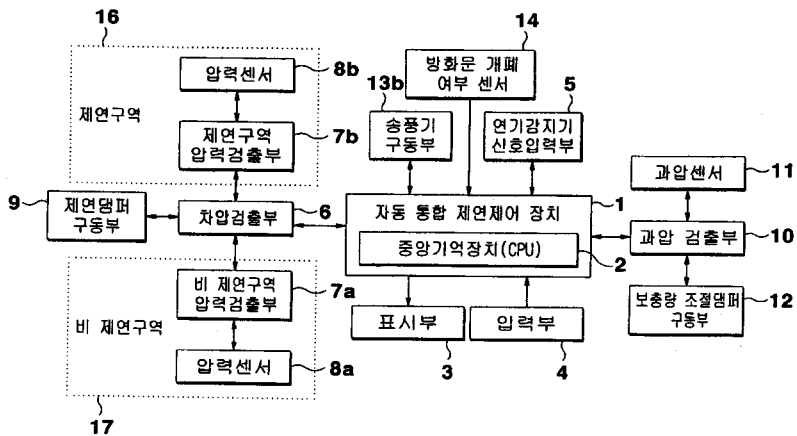 16
14
압력센서
8b
방화문 개폐
여부 센서
13b
5
제연구역
제연구역
압력검출부
7b
송풍기
구동부
연기감지기
신호입력부
과압센서
11
9
제연댐퍼
구동부
차압검출부
6
자동 통합 제연제어 장치
1
중앙기억장치(CPU)
2
과압 검출부
10
비 제연구역
압력검출부
7a
비 제연구역
표시부
3
입력부
4
보충량 조절댐퍼
구동부
12
압력센서
8a
17